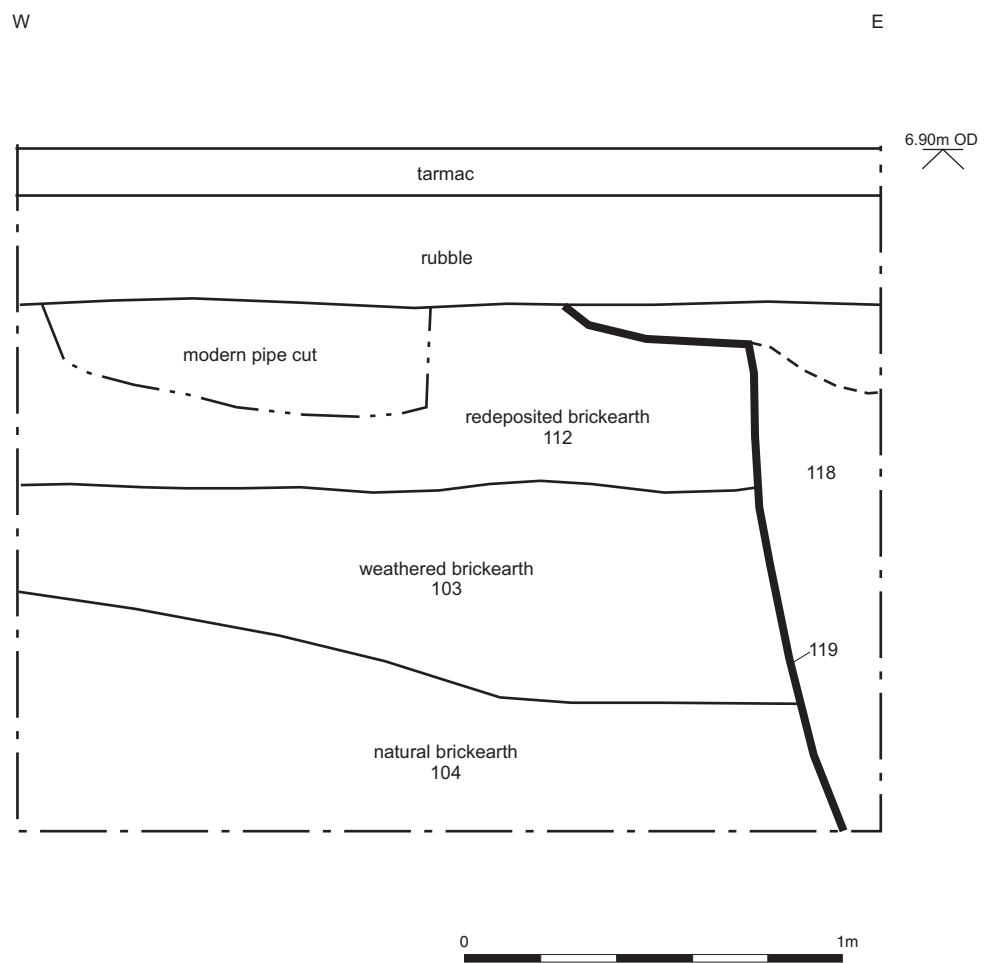 W
E
6.90m OD
tarmac
rubble
modern pipe cut
redeposited brickearth
112
118
weathered brickearth
103
119
natural brickearth
104
0
1m